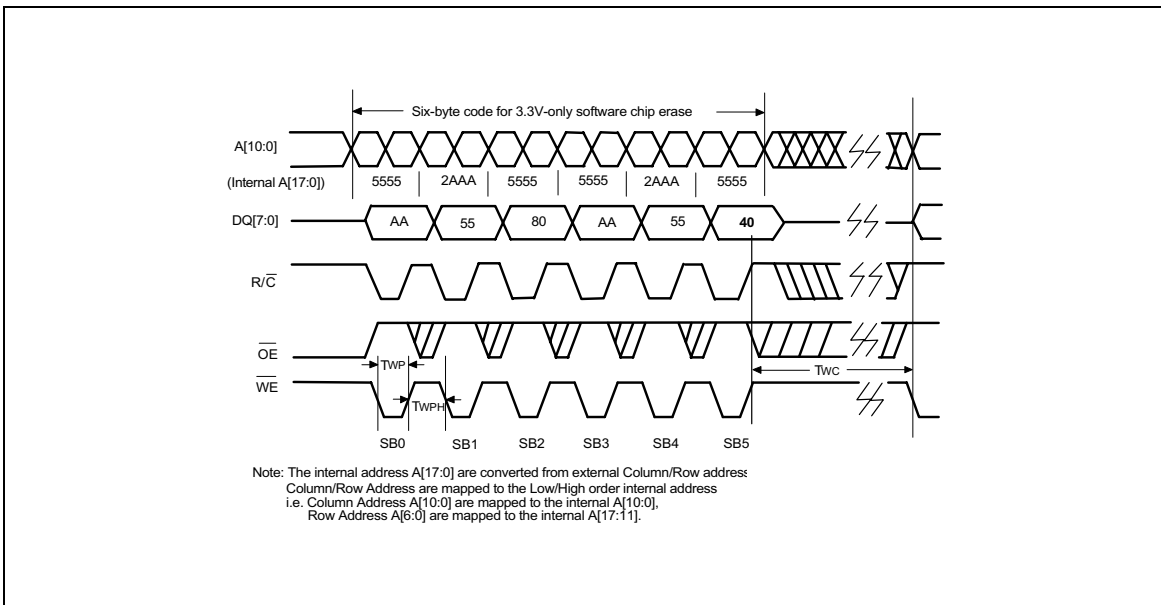 Six-byte code for 3.3V-only software chip erase
A[10:0]
(Internal A[17:0])
5555 2AAA 5555 5555 2AAA 5555
DQ[7:0]
AA 55 80 AA 55 40
R/C̅
O̅E̅
TWP
TWC
W̅E̅
TWPH
SB0 SB1 SB2 SB3 SB4 SB5
Note: The internal address A[17:0] are converted from external Column/Row address
Column/Row Address are mapped to the Low/High order internal address
i.e. Column Address A[10:0] are mapped to the internal A[10:0],
Row Address A[6:0] are mapped to the internal A[17:11].